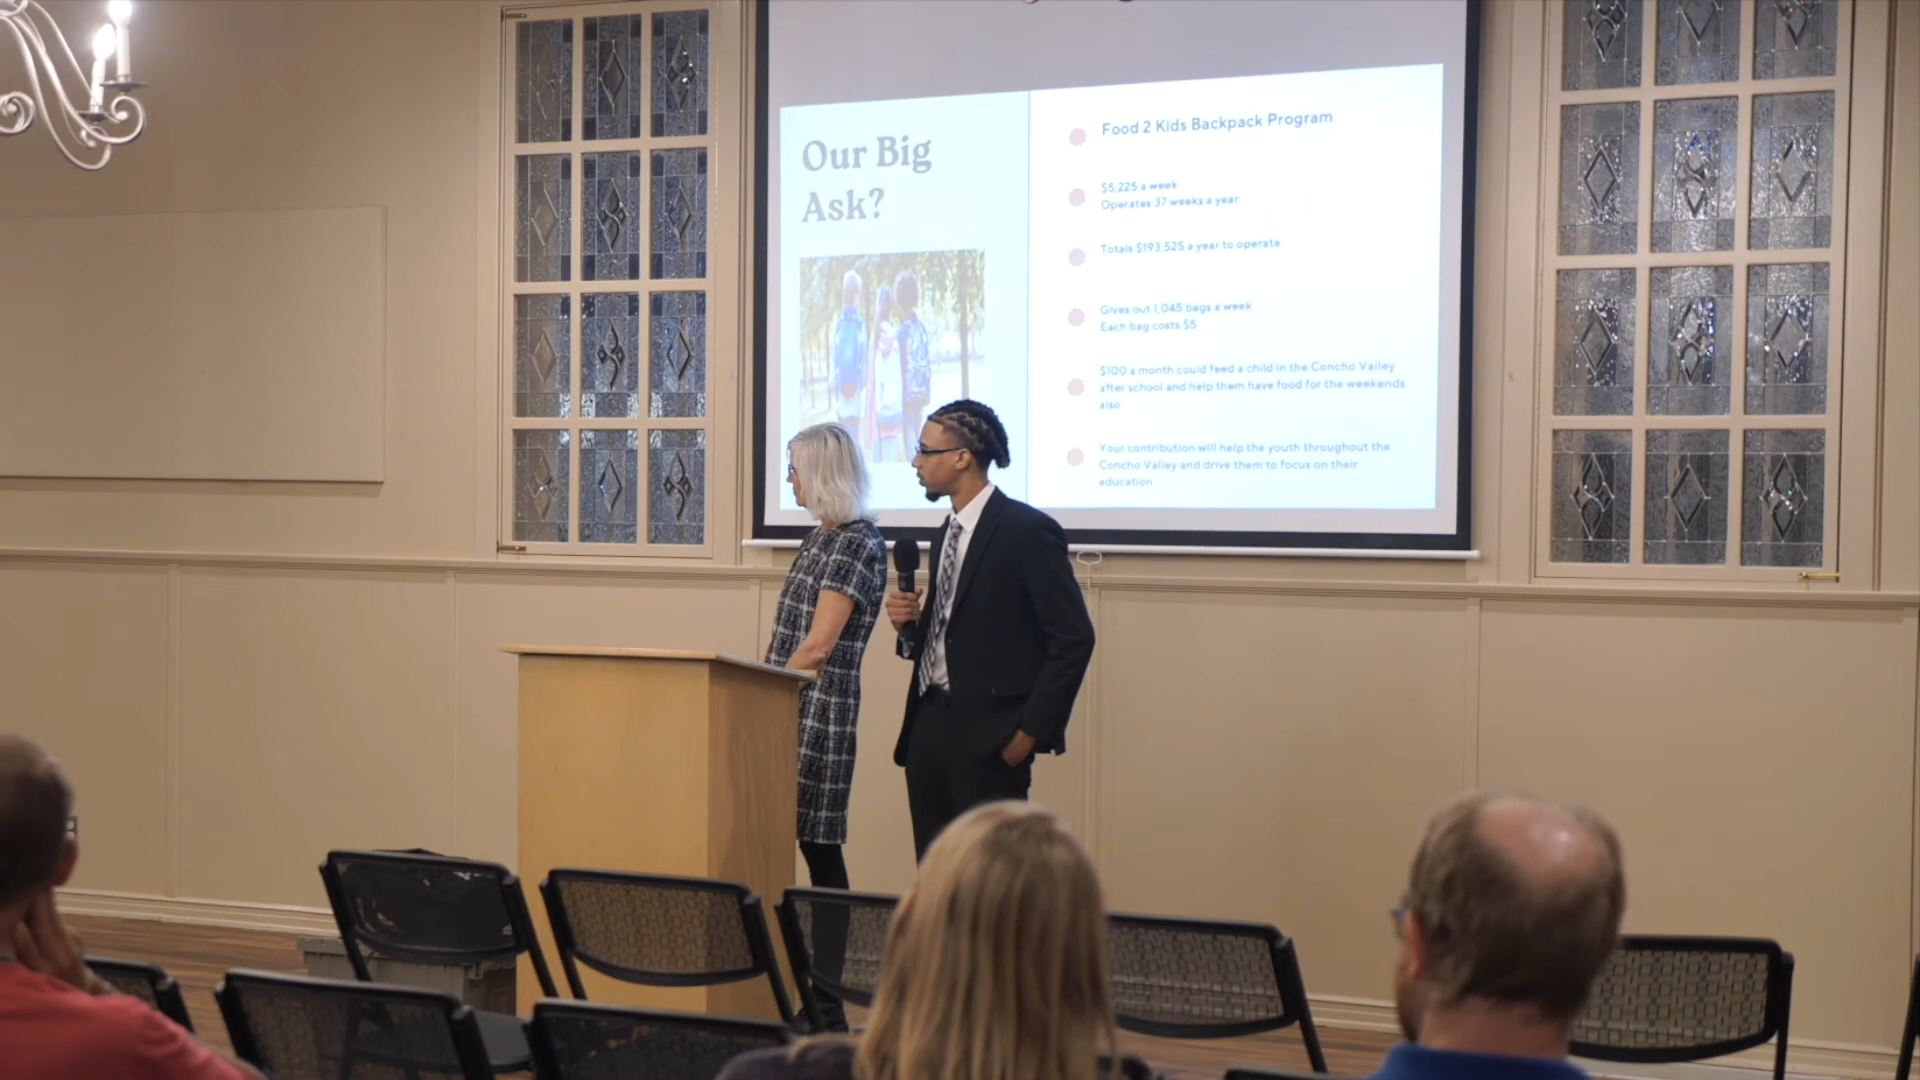 Our Big
Ask?
Food 2 Kids Backpack Program
$5,225 a week
Operates 37 weeks a year
Totals $193,525 a year to operate
Gives out 1,045 bags a week
Each bag costs $5
$100 a month could feed a child in the Concho Valley
after school and help them have food for the weekends
also
Your contribution will help the youth throughout the
Concho Valley and drive them to focus on their
education